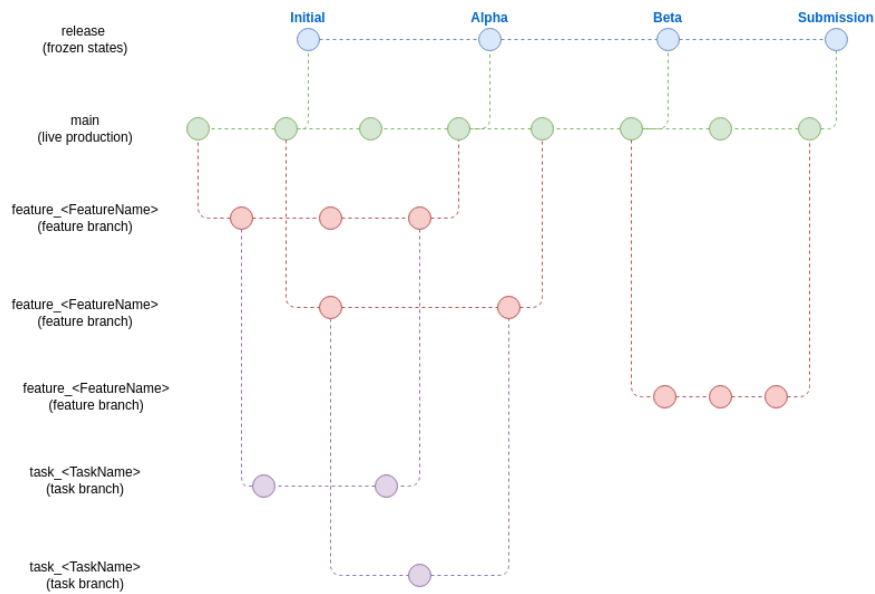 Initial
Alpha
Beta
Submission
release
(frozen states)
main
(live production)
feature_<FeatureName>
(feature branch)
feature_<FeatureName>
(feature branch)
feature_<FeatureName>
(feature branch)
task_<TaskName>
(task branch)
task_<TaskName>
(task branch)